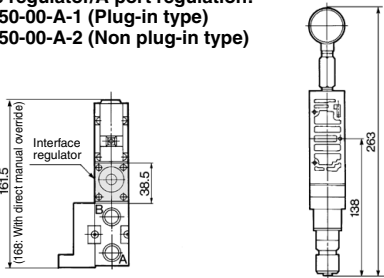 regulator/A port regulation:
50-00-A-1 (Plug-in type)
50-00-A-2 (Non plug-in type)
161.5
(168: With direct manual override)
Interface
regulator
38.5
B
A
263
138